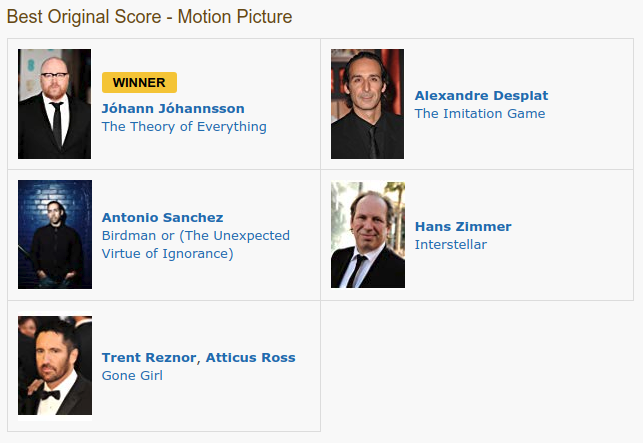 Best Original Score - Motion Picture
WINNER
Jóhann Jóhannsson
The Theory of Everything
Alexandre Desplat
The Imitation Game
Antonio Sanchez
Birdman or (The Unexpected
Virtue of Ignorance)
Hans Zimmer
Interstellar
Trent Reznor, Atticus Ross
Gone Girl